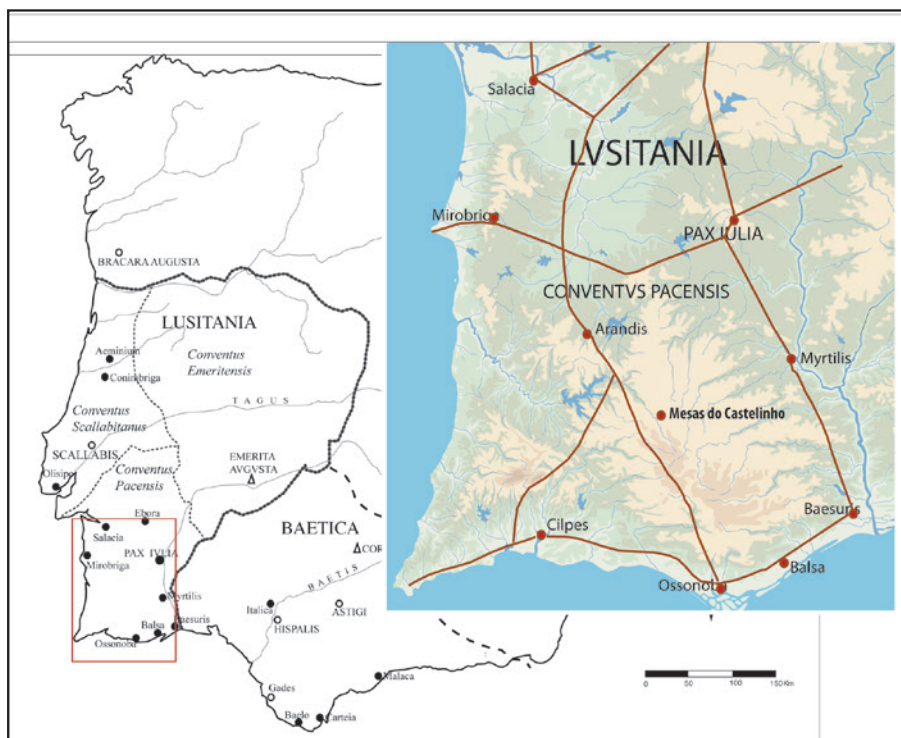 BRACARA AUGUSTA
LUSITANIA
Conventus
Emeritensis
Aeminium
Conimbriga
TAGUS
Conventus
Scallabitanus
SCALLABIS
Olisipo
EMERITA
AVGVSTA
Conventus
Pacensis
Ebora
Salacia
PAX IVLIA
Mirobriga
BAETICA
COR
Myrtilis
BAETIS
Italica
ASTIGI
HISPALIS
Balsa
Baesuris
Ossonoba
Malaca
Gades
Baelo
Carteia
Salacia
LVSITANIA
Mirobriga
PAX IULIA
CONVENTVS PACENSIS
Arandis
Myrtilis
Mesas do Castelinho
Baesuris
Cilpes
Balsa
Ossonoba
0 50 100 150 Km